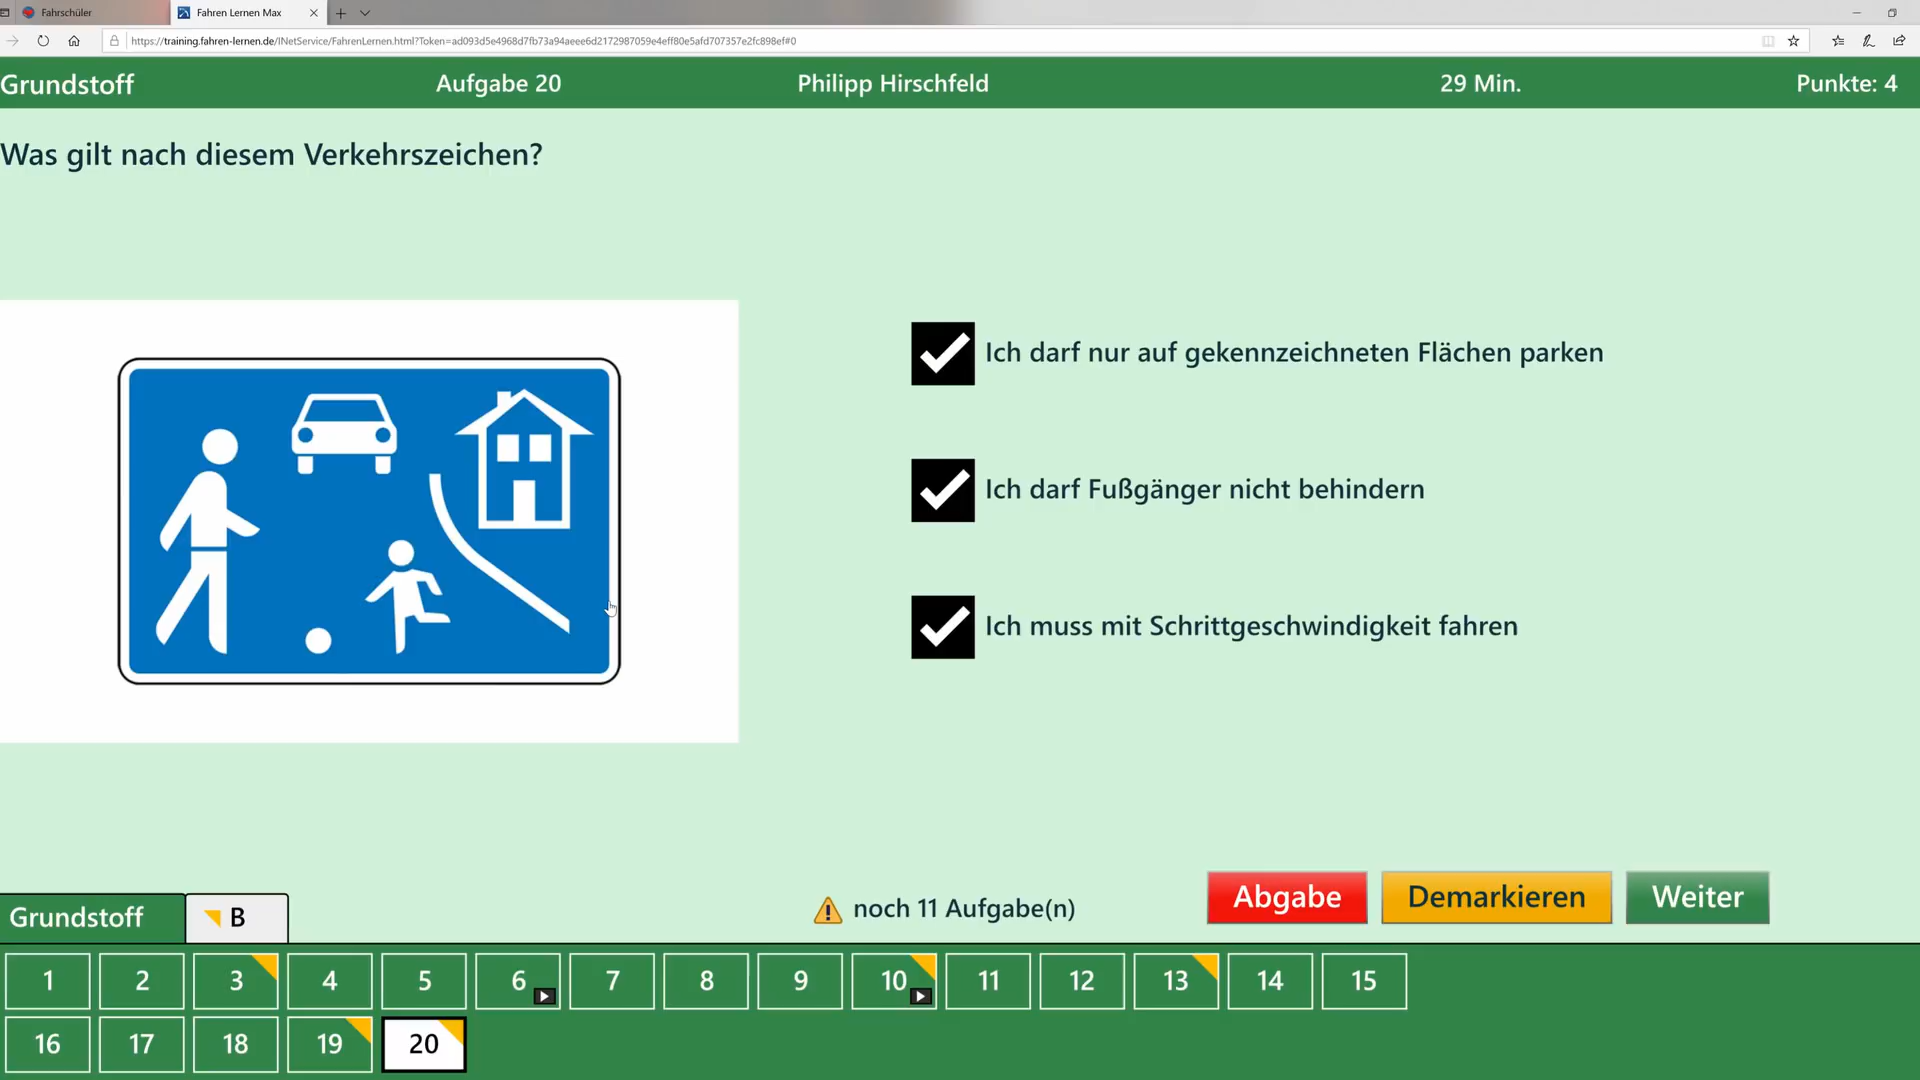 Fahrschüler
Fahren Lernen Max
https://training.fahren-lernen.de/INetService/FahrenLernen.html?Token=ad093d5e4968d7fb73a94aeee6d2172987059e4eff80e5afd707357e2fc898ef#0
Grundstoff
Aufgabe 20
Philipp Hirschfeld
29 Min.
Punkte: 4
Was gilt nach diesem Verkehrszeichen?
Ich darf nur auf gekennzeichneten Flächen parken
Ich darf Fußgänger nicht behindern
Ich muss mit Schrittgeschwindigkeit fahren
noch 11 Aufgabe(n)
Abgabe
Demarkieren
Weiter
Grundstoff
B
1 2 3 4 5 6 7 8 9 10 11 12 13 14 15
16 17 18 19 20